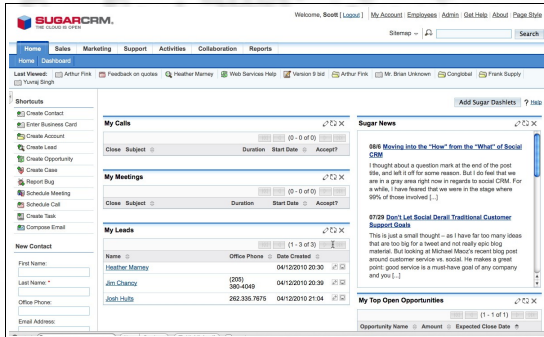 SUGARCRM.
THE CLOUD IS OPEN
Welcome, Scott [ Logout ] My Account | Employees | Admin | Get Help | About | Page Style
Sitemap
Search
Home Sales Marketing Support Activities Collaboration Reports
Home Dashboard
Last Viewed: Arthur Fink Feedback on quotes Heather Marney Web Services Help Version 9 bid Arthur Fink Mr. Brian Unknown Conglobal Frank Supply
Yuvraj Singh
Shortcuts
Create Contact
Enter Business Card
Create Account
Create Lead
Create Opportunity
Create Case
Report Bug
Schedule Meeting
Schedule Call
Create Task
Compose Email
New Contact
First Name:
Last Name: *
Office Phone:
Email Address:
Add Sugar Dashlets ? Help
My Calls
(0 - 0 of 0)
Close Subject Duration Start Date Accept?
My Meetings
(0 - 0 of 0)
Close Subject Duration Start Date Accept?
My Leads
(1 - 3 of 3)
Name Office Phone Date Created
Heather Marney 04/12/2010 20:30
Jim Chanoy (205) 380-4049 04/12/2010 20:39
Josh Hults 262.335.7675 04/12/2010 21:04
Sugar News
08/6 Moving into the “How” from the “What” of Social
CRM
I thought about a question mark at the end of the post
title, and left it off for some reason. But I do feel that we
are in a gray area right now in regards to social CRM. For
a while, I have feared that we were in the stage where
99% of those involved [...]
07/29 Don't Let Social Derail Traditional Customer
Support Goals
This is just a small thought – as I have far too many ideas
that are too big for a tweet and not really epic blog
material. But looking at Michael Maoz's recent blog post
around customer service vs. social. He makes a great
point: good service is a must-have goal of any company
and you [...]
My Top Open Opportunities
(1 - 1 of 1)
Opportunity Name Amount Expected Close Date